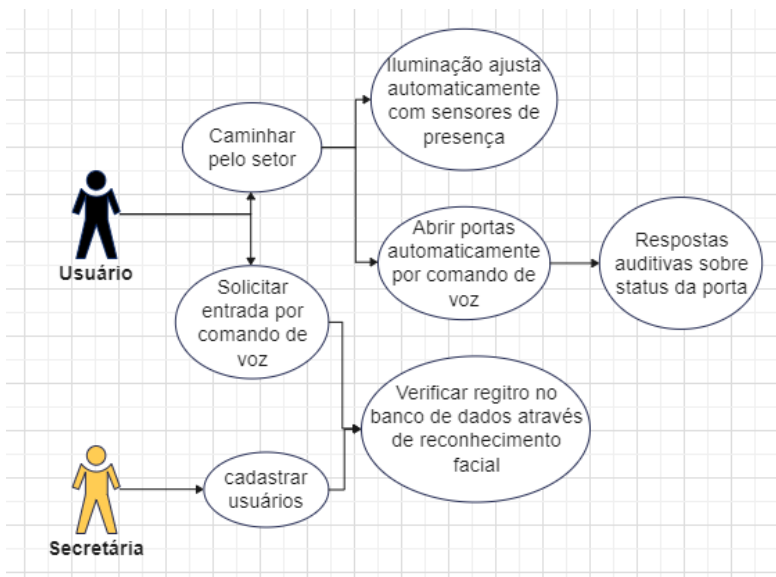 Iluminação ajusta
automaticamente
com sensores de
presença
Caminhar
pelo setor
Usuário
Abrir portas
automaticamente
por comando de
voz
Respostas
auditivas sobre
status da porta
Solicitar
entrada por
comando de
voz
Verificar regitro no
banco de dados através
de reconhecimento
facial
cadastrar
usuários
Secretária